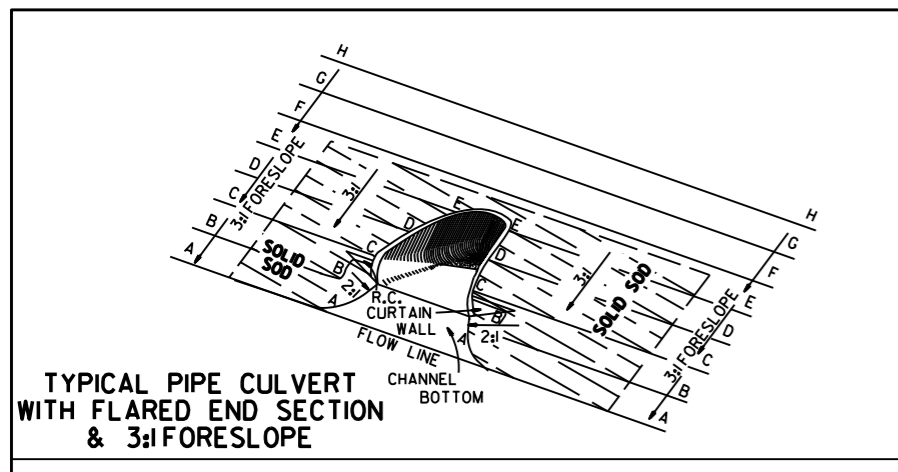 H
G
F
E
D
C
B
A
3:1 FORESLOPE
3:1
SOLID
SOD
E
D
C
B
A
2:1
E
D
C
B
A
2:1
R.C.
CURTAIN
WALL
FLOW LINE
CHANNEL
BOTTOM
3:1
SOLID SOD
H
G
F
E
D
C
B
A
3:1 FORESLOPE
TYPICAL PIPE CULVERT
WITH FLARED END SECTION
& 3:1 FORESLOPE